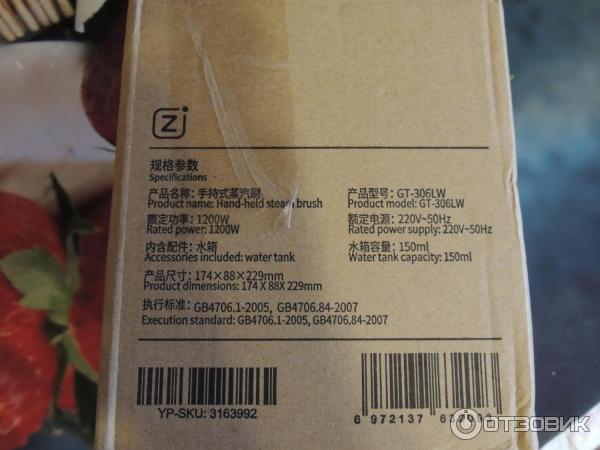 Zi
规格参数
Specifications
产品名称：手持式蒸汽刷
Product name: Hand-held steam brush
产品型号：GT-306LW
Product model: GT-306LW
额定功率：1200W
Rated power: 1200W
额定电源：220V~50Hz
Rated power supply: 220V~50Hz
内含配件：水箱
Accessories included: water tank
水箱容量：150ml
Water tank capacity: 150ml
产品尺寸：174×88×229mm
Product dimensions: 174 X 88X 229mm
执行标准：GB4706.1-2005, GB4706.84-2007
Execution standard: GB4706.1-2005, GB4706.84-2007
YP-SKU: 3163992
6 972137
ОТЗОВИК